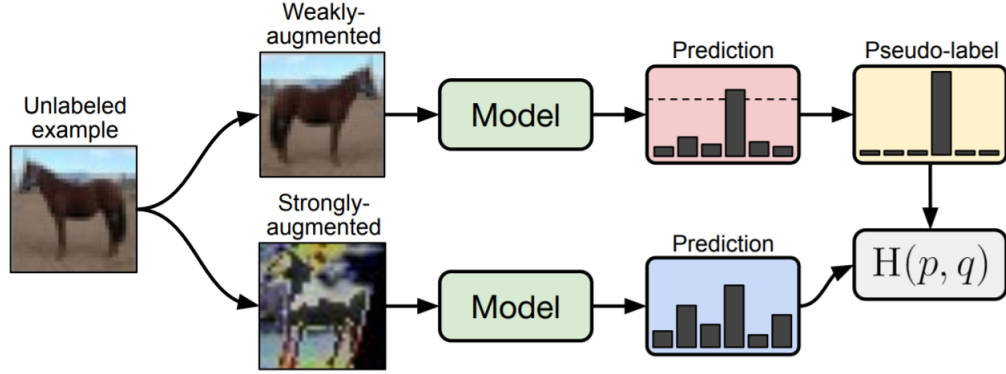 Unlabeled
example
Weakly-
augmented
Model
Prediction
Pseudo-label
Strongly-
augmented
Model
Prediction
H(p, q)